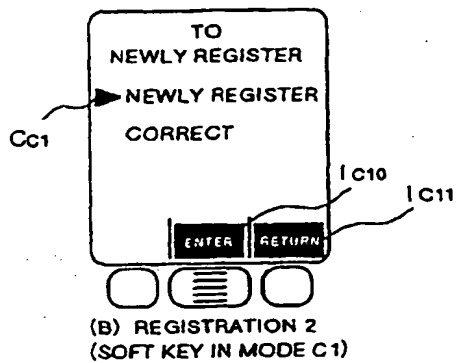 TO
NEWLY REGISTER
NEWLY REGISTER
CORRECT
CC1
IC10
IC11
ENTER
RETURN
(B) REGISTRATION 2
(SOFT KEY IN MODE C1)